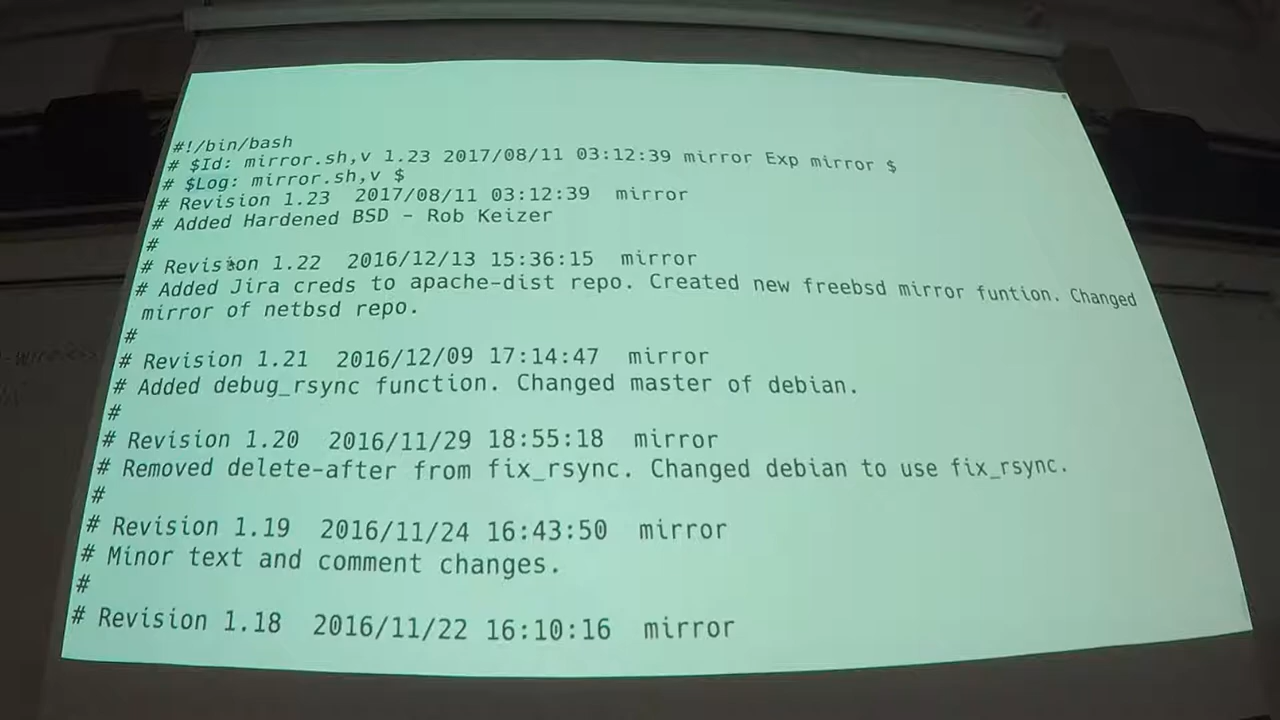 #!/bin/bash
# $Id: mirror.sh,v 1.23 2017/08/11 03:12:39 mirror Exp mirror $
# $Log: mirror.sh,v $
# Revision 1.23  2017/08/11 03:12:39  mirror
# Added Hardened BSD - Rob Keizer
#
# Revision 1.22  2016/12/13 15:36:15  mirror
# Added Jira creds to apache-dist repo. Created new freebsd mirror funtion. Changed
mirror of netbsd repo.
#
# Revision 1.21  2016/12/09 17:14:47  mirror
# Added debug_rsync function. Changed master of debian.
#
# Revision 1.20  2016/11/29 18:55:18  mirror
# Removed delete-after from fix_rsync. Changed debian to use fix_rsync.
#
# Revision 1.19  2016/11/24 16:43:50  mirror
# Minor text and comment changes.
#
# Revision 1.18  2016/11/22 16:10:16  mirror